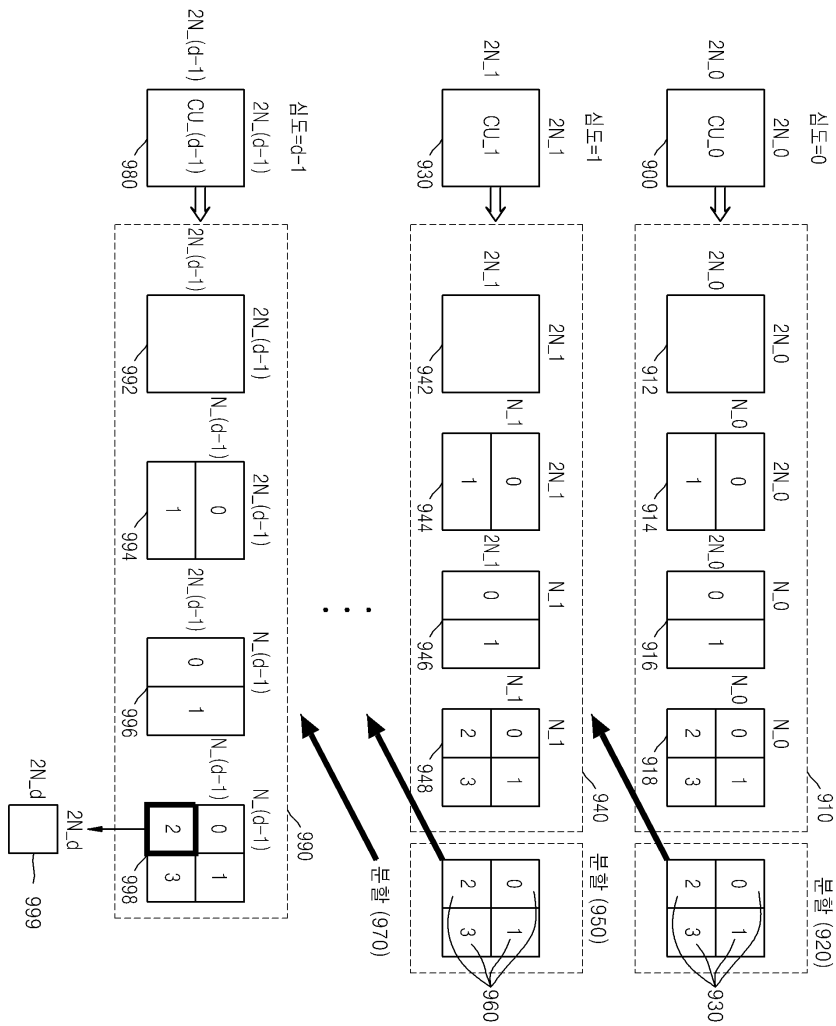 심도=0
2N_0
2N_0
CU_0
900
2N_0
2N_0
912
2N_0
N_0
0
1
914
N_0
2N_0
0
1
916
N_0
N_0
0
1
2
3
918
910
분할 (920)
0
1
2
3
930
심도=1
2N_1
2N_1
CU_1
930
2N_1
2N_1
942
2N_1
N_1
0
1
944
N_1
2N_1
0
1
946
N_1
N_1
0
1
2
3
948
940
분할 (950)
0
1
2
3
960
· · ·
분할 (970)
심도=d-1
2N_(d-1)
2N_(d-1)
CU_(d-1)
980
2N_(d-1)
2N_(d-1)
992
2N_(d-1)
N_(d-1)
0
1
994
N_(d-1)
2N_(d-1)
0
1
996
N_(d-1)
N_(d-1)
0
1
2
3
998
990
2N_d
2N_d
999